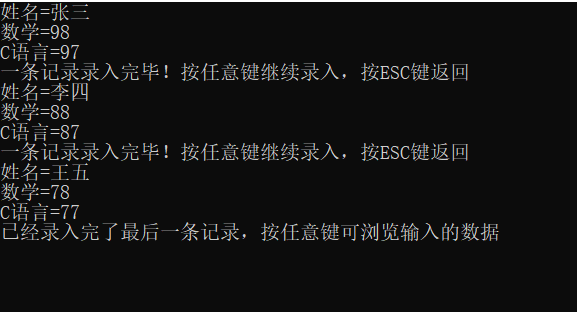 姓名=张三
数学=98
C语言=97
一条记录录入完毕！按任意键继续录入，按ESC键返回
姓名=李四
数学=88
C语言=87
一条记录录入完毕！按任意键继续录入，按ESC键返回
姓名=王五
数学=78
C语言=77
已经录入完了最后一条记录，按任意键可浏览输入的数据